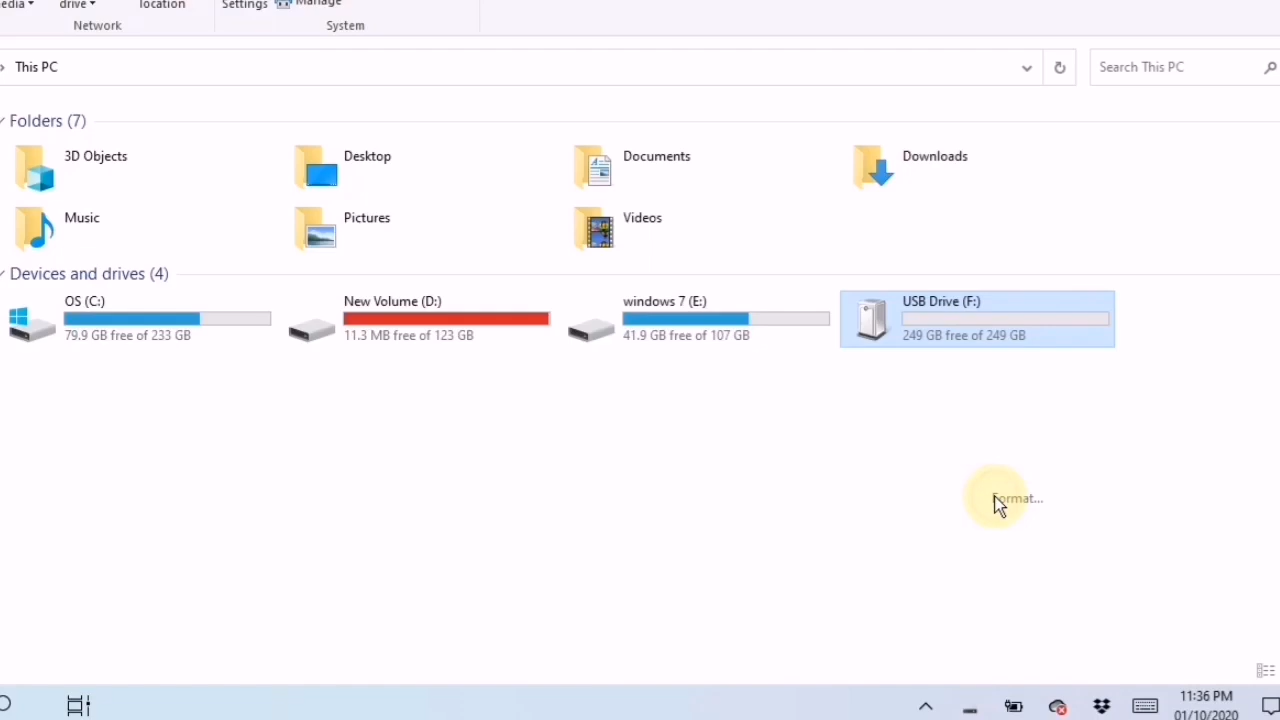 edia drive location Settings Manage
Network System
This PC Search This PC
Folders (7)
3D Objects Desktop Documents Downloads
Music Pictures Videos
Devices and drives (4)
OS (C:) New Volume (D:) windows 7 (E:) USB Drive (F:)
79.9 GB free of 233 GB 11.3 MB free of 123 GB 41.9 GB free of 107 GB 249 GB free of 249 GB
Format...
11:36 PM
01/10/2020